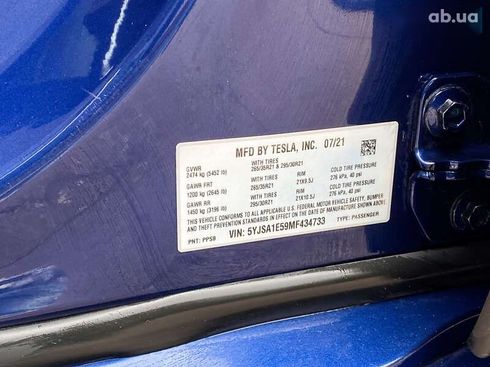 ab.ua
MFD BY TESLA, INC. 07/21
GVWR
2474 kg (5452 lb)
WITH TIRES
265/35R21 & 295/30R21
COLD TIRE PRESSURE
276 kPa, 40 psi
GAWR FRT
1200 kg (2645 lb)
WITH TIRES
265/35R21
RIM
21X9.5J
COLD TIRE PRESSURE
276 kPa, 40 psi
GAWR RR
1450 kg (3196 lb)
WITH TIRES
295/30R21
RIM
21X10.5J
THIS VEHICLE CONFORMS TO ALL APPLICABLE U.S. FEDERAL MOTOR VEHICLE SAFETY, BUMPER
AND THEFT PREVENTION STANDARDS IN EFFECT ON THE DATE OF MANUFACTURE SHOWN ABOVE.
PNT: PPSB
VIN: 5YJSA1E59MF434733
TYPE: PASSENGER